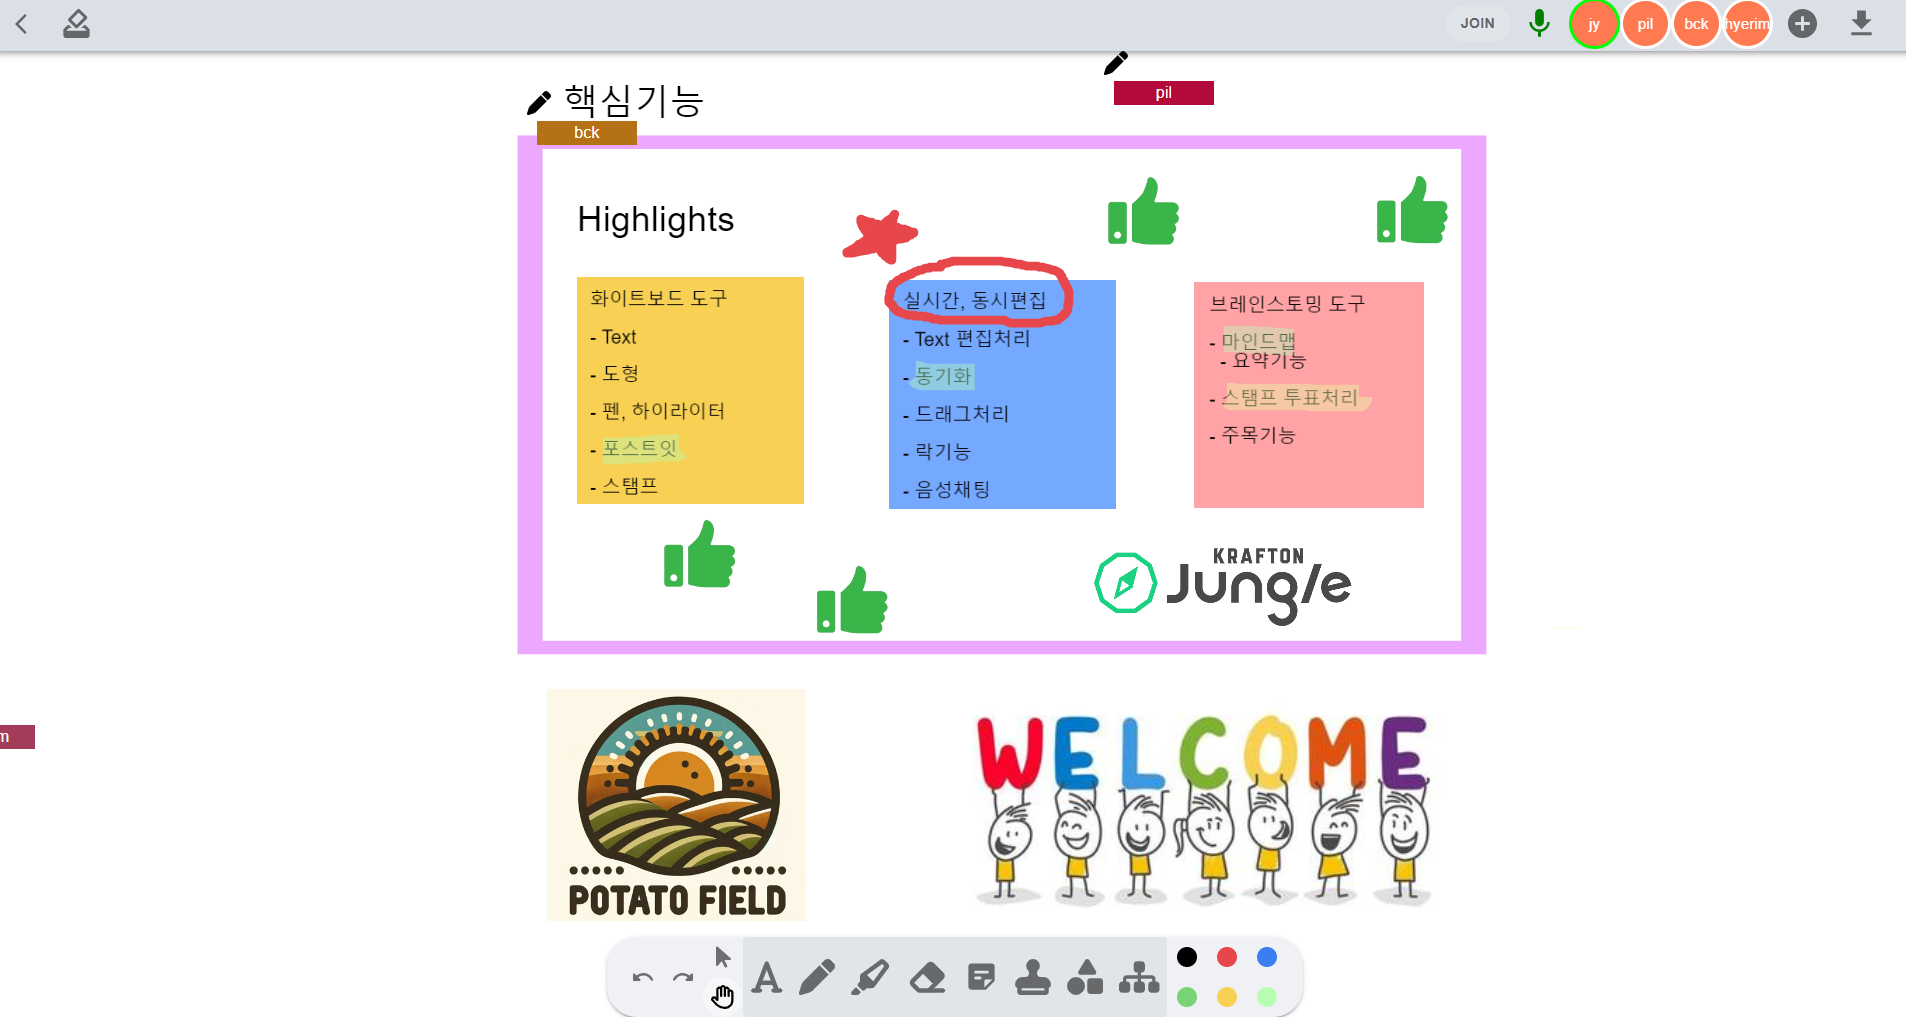 JOIN
jy
pil
bck
hyerim
핵심기능
pil
bck
Highlights
화이트보드 도구
- Text
- 도형
- 펜, 하이라이터
- 포스트잇
- 스탬프
실시간, 동시편집
- Text 편집처리
- 동기화
- 드래그처리
- 락기능
- 음성채팅
브레인스토밍 도구
- 마인드맵
- 요약기능
- 스탬프 투표처리
- 주목기능
KRAFTON
Jungle
m
POTATO FIELD
WELCOME
A